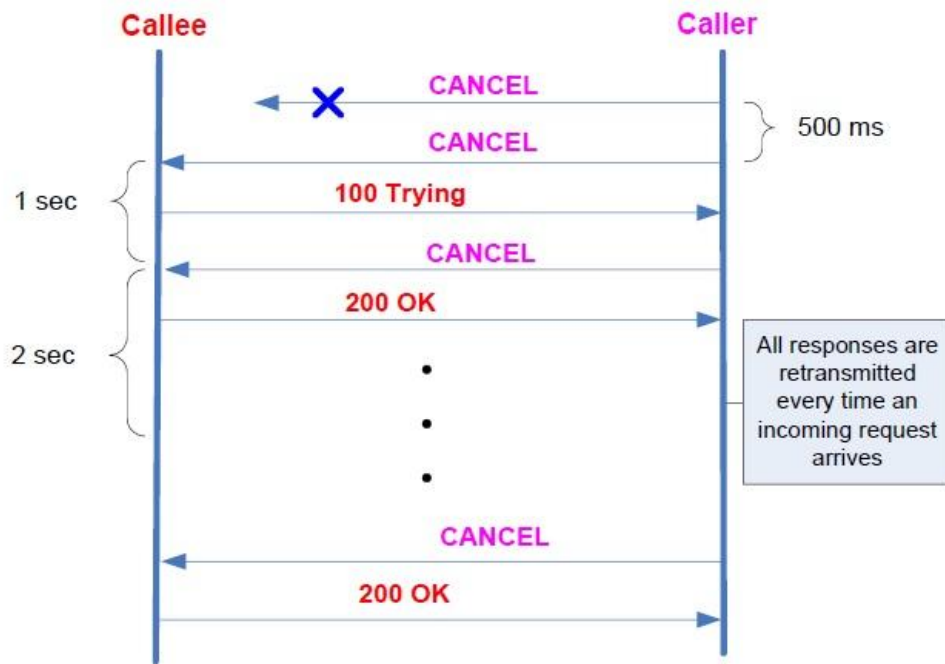 Callee
Caller
CANCEL
500 ms
CANCEL
1 sec
100 Trying
CANCEL
200 OK
2 sec
All responses are
retransmitted
every time an
incoming request
arrives
CANCEL
200 OK